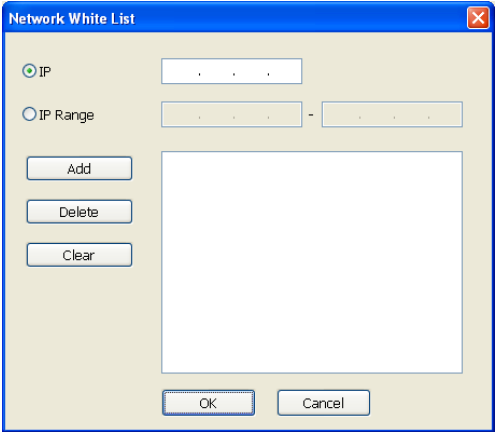 Network White List
IP . . .
IP Range . . . - . . .
Add
Delete
Clear
OK Cancel